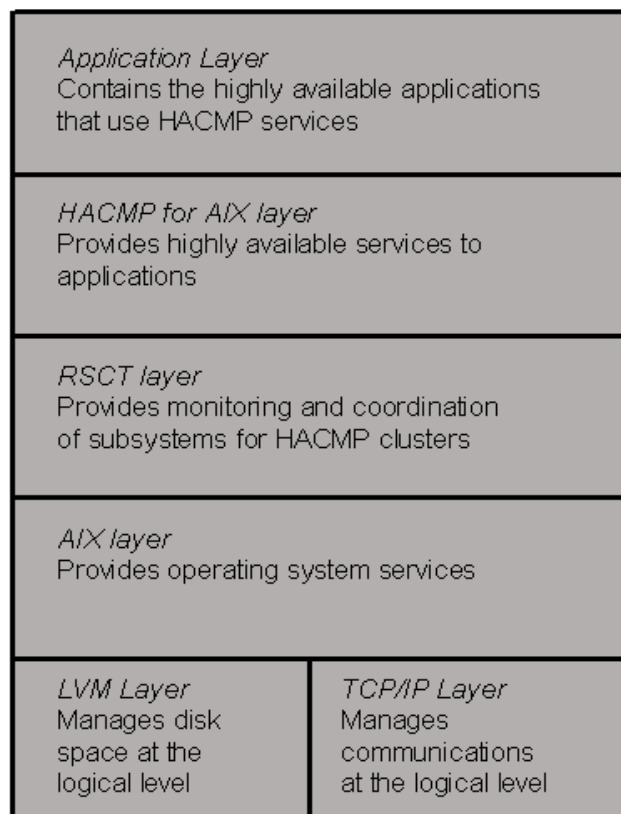 Application Layer
Contains the highly available applications
that use HACMP services
HACMP for AIX layer
Provides highly available services to
applications
RSCT layer
Provides monitoring and coordination
of subsystems for HACMP clusters
AIX layer
Provides operating system services
LVM Layer
Manages disk
space at the
logical level
TCP/IP Layer
Manages
communications
at the logical level